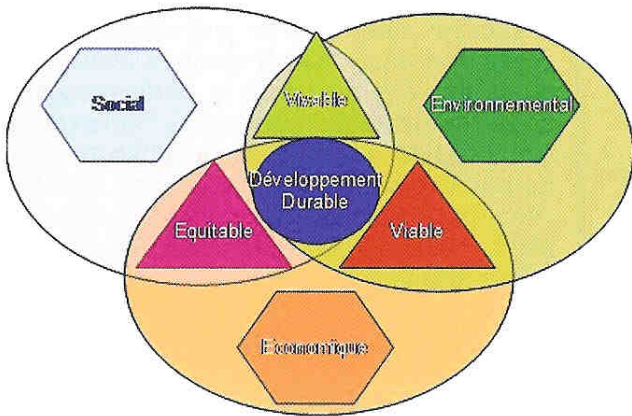 Social
Vivable
Environnemental
Développement
Durable
Equitable
Viable
Economique